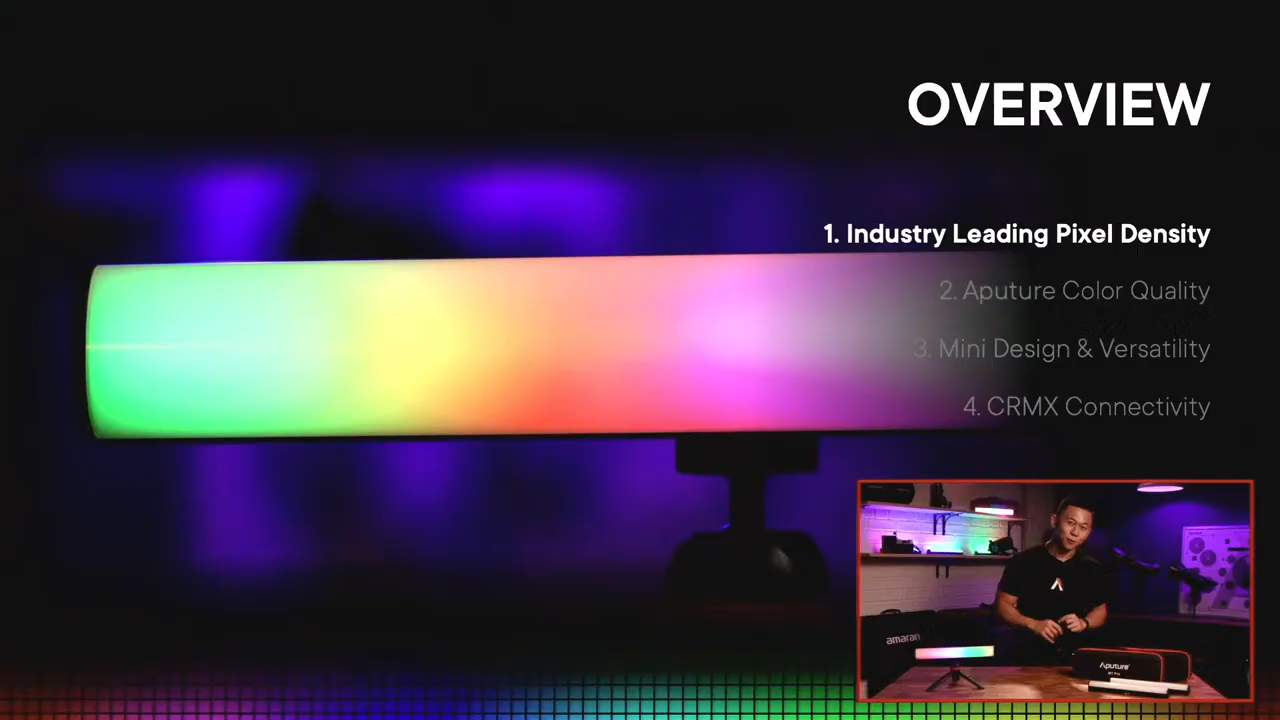 OVERVIEW
1. Industry Leading Pixel Density
2. Aputure Color Quality
3. Mini Design & Versatility
4. CRMX Connectivity
amaran
Aputure